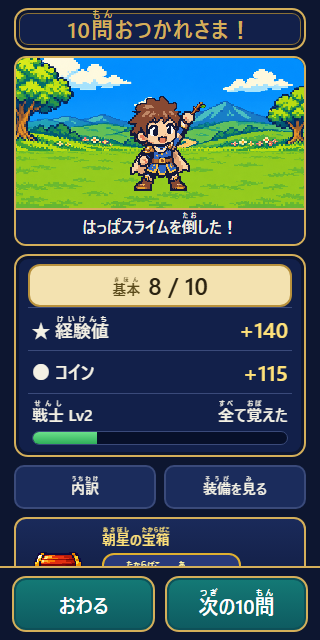 10問おつかれさま！
はっぱスライムを倒した！
基本 8 / 10
★ 経験値 +140
コイン +115
戦士 Lv2 全て覚えた
内訳 装備を見る
朝星の宝箱
おわる 次の10問